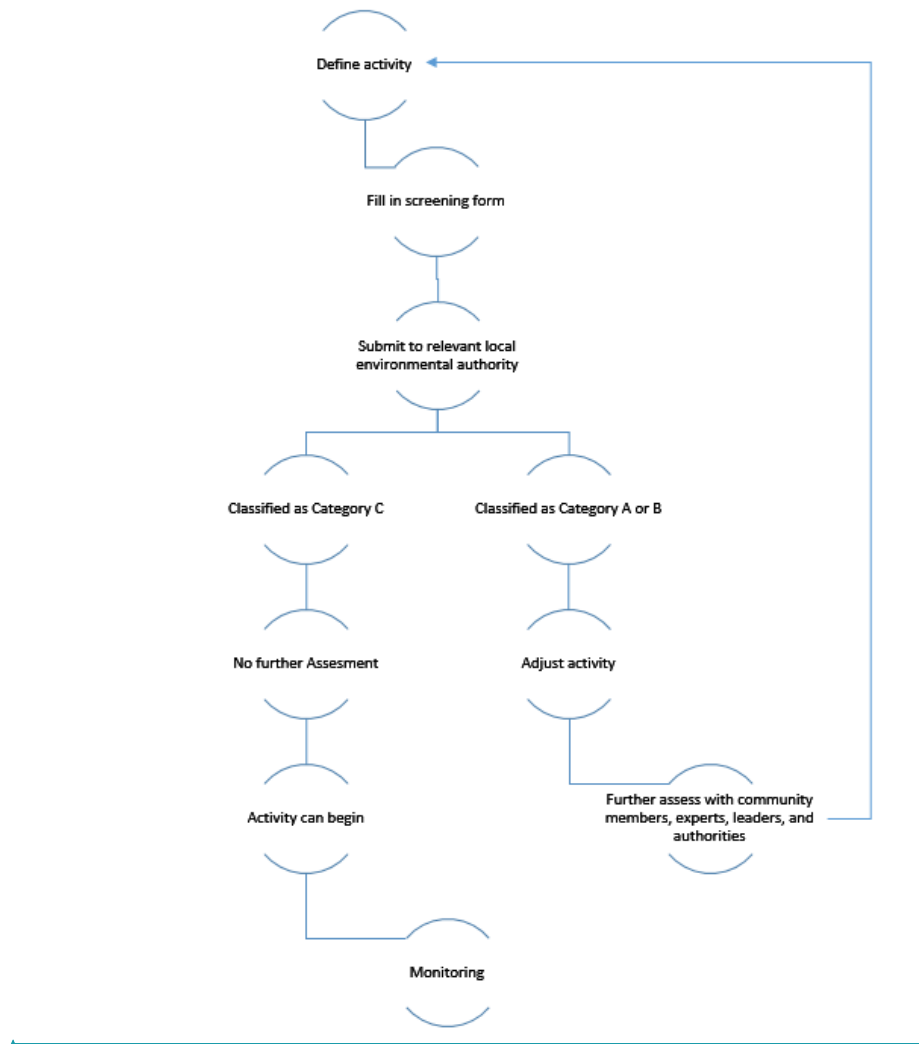 Define activity
Fill in screening form
Submit to relevant local
environmental authority
Classified as Category C
Classified as Category A or B
No further Assesment
Adjust activity
Activity can begin
Further assess with community
members, experts, leaders, and
authorities
Monitoring